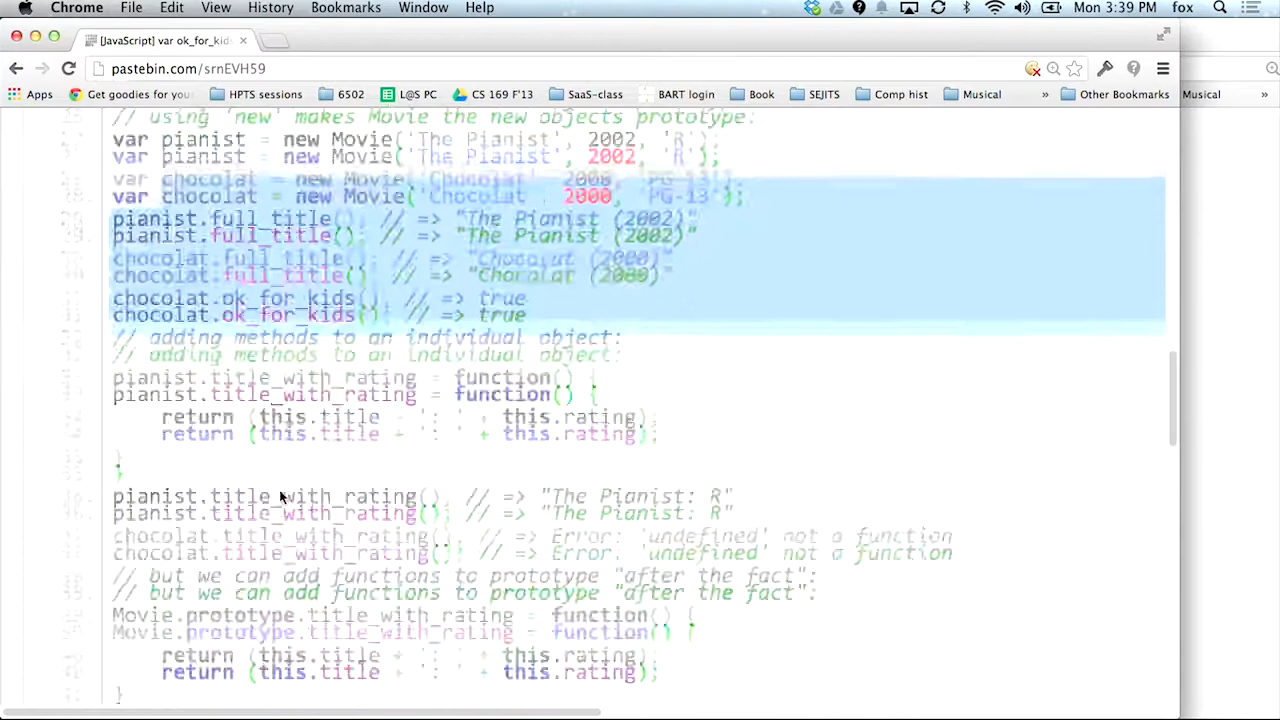 Chrome File Edit View History Bookmarks Window Help Mon 3:39 PM fox
[JavaScript] var ok_for_kids
pastebin.com/srnEVH59
Apps Get goodies for your HPTS sessions 6502 L@S PC CS 169 F'13 SaaS-class BART login Book SEJITS Comp hist Musical » Other Bookmarks Musical »
// using 'new' makes Movie the new objects prototype:
var pianist = new Movie('The Pianist', 2002, 'R');
var chocolat = new Movie('Chocolat', 2000, 'PG-13');
pianist.full_title(); // => "The Pianist (2002)"
chocolat.full_title(); // => "Chocolat (2000)"
chocolat.ok_for_kids(); // => true
// adding methods to an individual object:
pianist.title_with_rating = function() {
return (this.title + ': ' + this.rating);
}
pianist.title_with_rating(); // => "The Pianist: R"
chocolat.title_with_rating(); // => Error: 'undefined' not a function
// but we can add functions to prototype "after the fact":
Movie.prototype.title_with_rating = function() {
return (this.title + ': ' + this.rating);
}